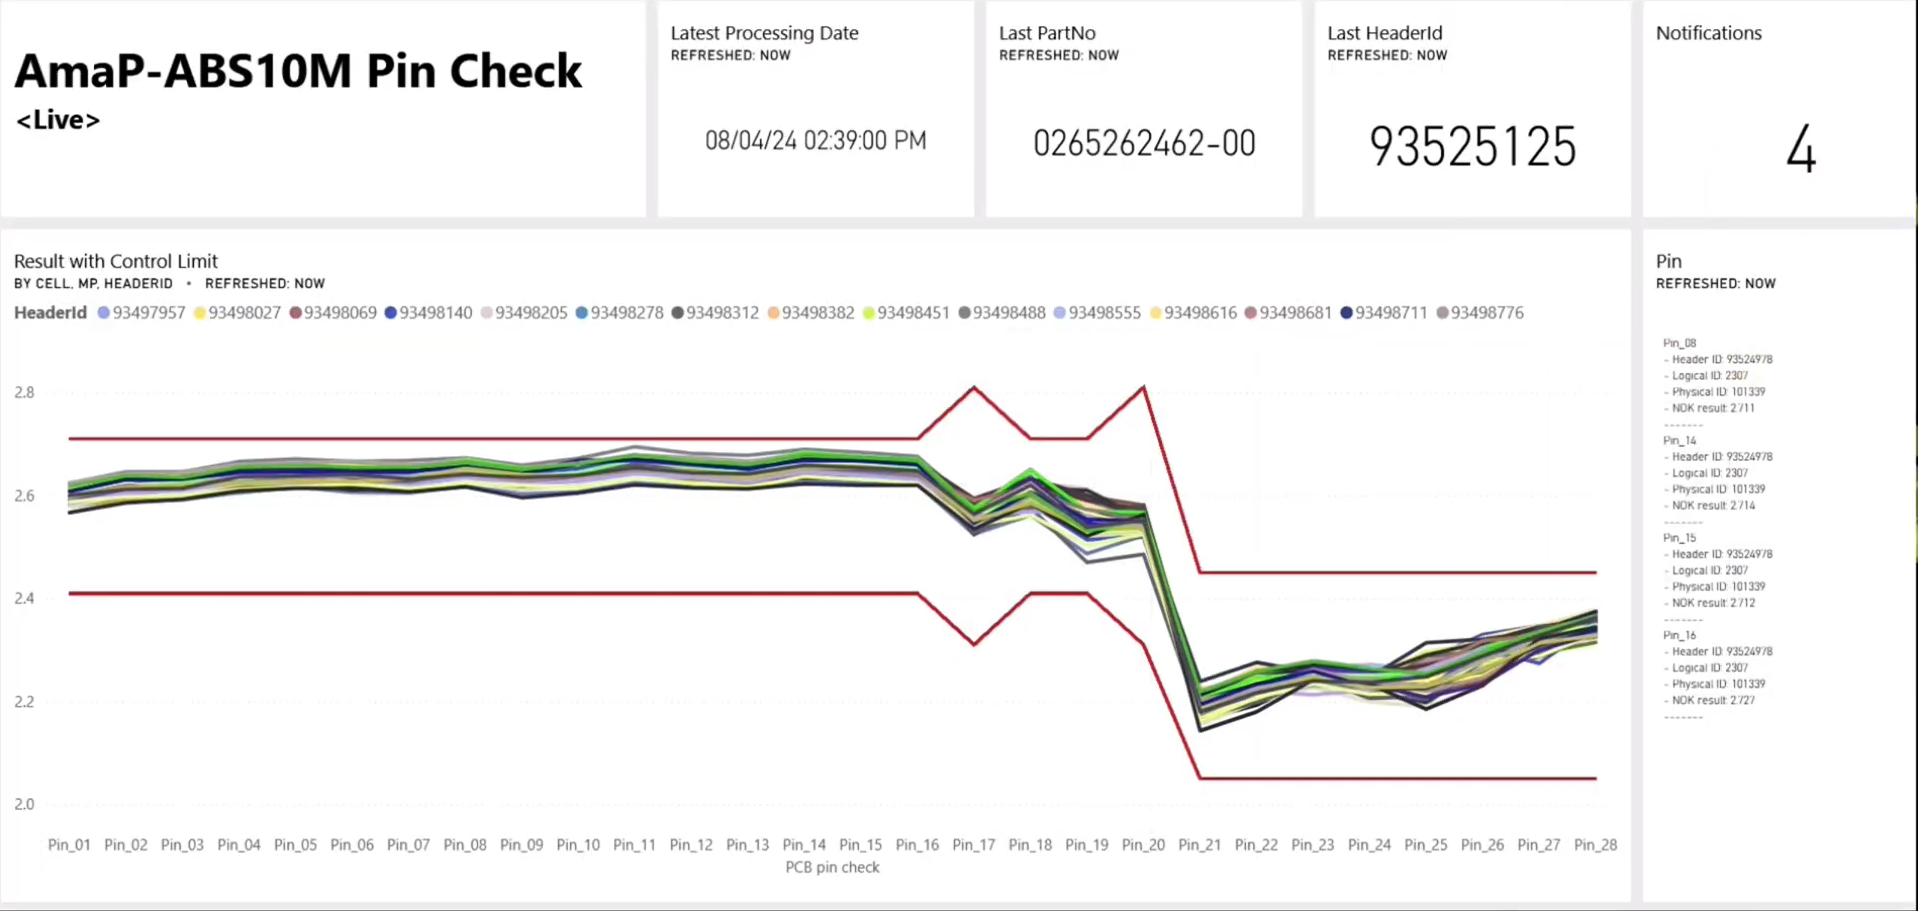 AmaP-ABS10M Pin Check
<Live>
Latest Processing Date
REFRESHED: NOW
08/04/24 02:39:00 PM
Last PartNo
REFRESHED: NOW
0265262462-00
Last HeaderId
REFRESHED: NOW
93525125
Notifications
4
Result with Control Limit
BY CELL, MP, HEADERID • REFRESHED: NOW
HeaderId 93497957 93498027 93498069 93498140 93498205 93498278 93498312 93498382 93498451 93498488 93498555 93498616 93498681 93498711 93498776
2.8
2.6
2.4
2.2
2.0
Pin_01 Pin_02 Pin_03 Pin_04 Pin_05 Pin_06 Pin_07 Pin_08 Pin_09 Pin_10 Pin_11 Pin_12 Pin_13 Pin_14 Pin_15 Pin_16 Pin_17 Pin_18 Pin_19 Pin_20 Pin_21 Pin_22 Pin_23 Pin_24 Pin_25 Pin_26 Pin_27 Pin_28
PCB pin check
Pin
REFRESHED: NOW
Pin_08
- Header ID: 93524978
- Logical ID: 2307
- Physical ID: 101339
- NOK result: 2.711
-------
Pin_14
- Header ID: 93524978
- Logical ID: 2307
- Physical ID: 101339
- NOK result: 2.714
-------
Pin_15
- Header ID: 93524978
- Logical ID: 2307
- Physical ID: 101339
- NOK result: 2.712
-------
Pin_16
- Header ID: 93524978
- Logical ID: 2307
- Physical ID: 101339
- NOK result: 2.727
-------